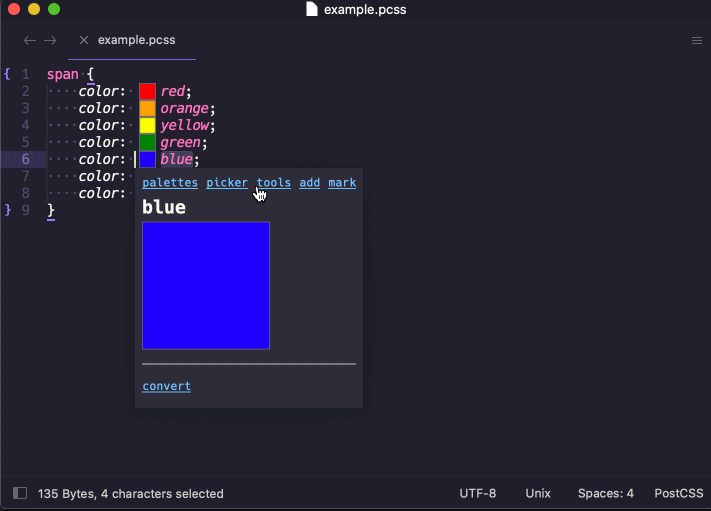 example.pcss
example.pcss
{ 1 span {
2 color: red;
3 color: orange;
4 color: yellow;
5 color: green;
6 color: blue;
7 color:
8 color:
} 9 }
palettes picker tools add mark
blue
convert
135 Bytes, 4 characters selected UTF-8 Unix Spaces: 4 PostCSS